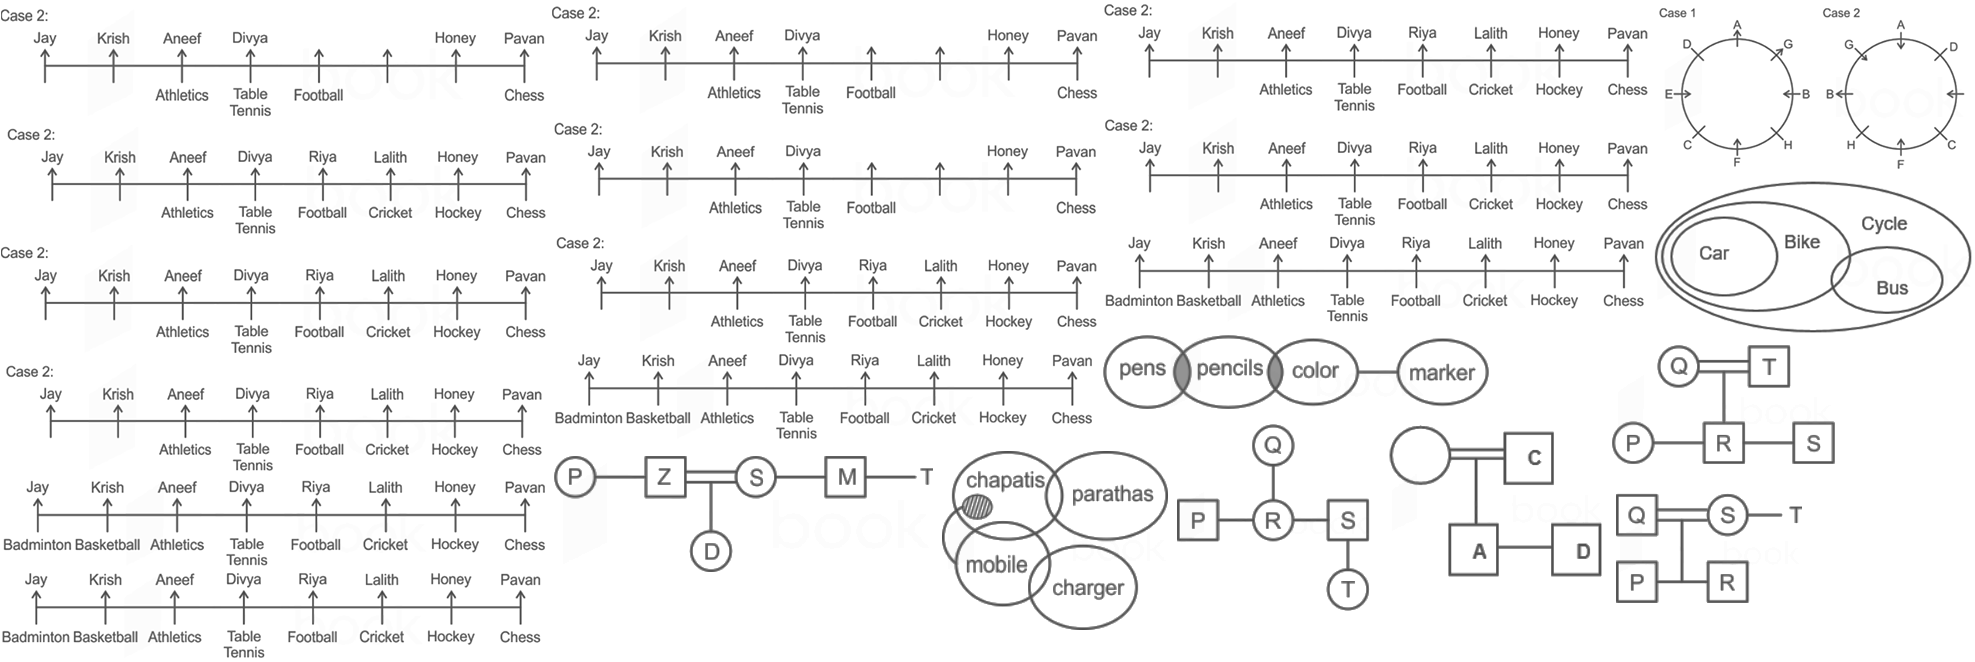 Case 2:
Jay Krish Aneef Divya Honey Pavan
Athletics Table Tennis Football Chess
Case 2:
Jay Krish Aneef Divya Riya Lalith Honey Pavan
Athletics Table Tennis Football Cricket Hockey Chess
Case 2:
Jay Krish Aneef Divya Riya Lalith Honey Pavan
Athletics Table Tennis Football Cricket Hockey Chess
Case 2:
Jay Krish Aneef Divya Riya Lalith Honey Pavan
Athletics Table Tennis Football Cricket Hockey Chess
Jay Krish Aneef Divya Riya Lalith Honey Pavan
Badminton Basketball Athletics Table Tennis Football Cricket Hockey Chess
Jay Krish Aneef Divya Riya Lalith Honey Pavan
Badminton Basketball Athletics Table Tennis Football Cricket Hockey Chess
Case 2:
Jay Krish Aneef Divya Honey Pavan
Athletics Table Tennis Football Chess
Case 2:
Jay Krish Aneef Divya Honey Pavan
Athletics Table Tennis Football Chess
Case 2:
Jay Krish Aneef Divya Riya Lalith Honey Pavan
Athletics Table Tennis Football Cricket Hockey Chess
Jay Krish Aneef Divya Riya Lalith Honey Pavan
Badminton Basketball Athletics Table Tennis Football Cricket Hockey Chess
P Z S M T
D
chapatis parathas
mobile
charger
Case 2:
Jay Krish Aneef Divya Riya Lalith Honey Pavan
Athletics Table Tennis Football Cricket Hockey Chess
Case 2:
Jay Krish Aneef Divya Riya Lalith Honey Pavan
Athletics Table Tennis Football Cricket Hockey Chess
Jay Krish Aneef Divya Riya Lalith Honey Pavan
Badminton Basketball Athletics Table Tennis Football Cricket Hockey Chess
pens pencils color marker
Q
P R S
T
C
A D
Case 1
A
D G
E B
C H
F
Case 2
A
G D
B
H C
F
Cycle
Bike
Car
Bus
Q T
P R S
Q S T
P R
book